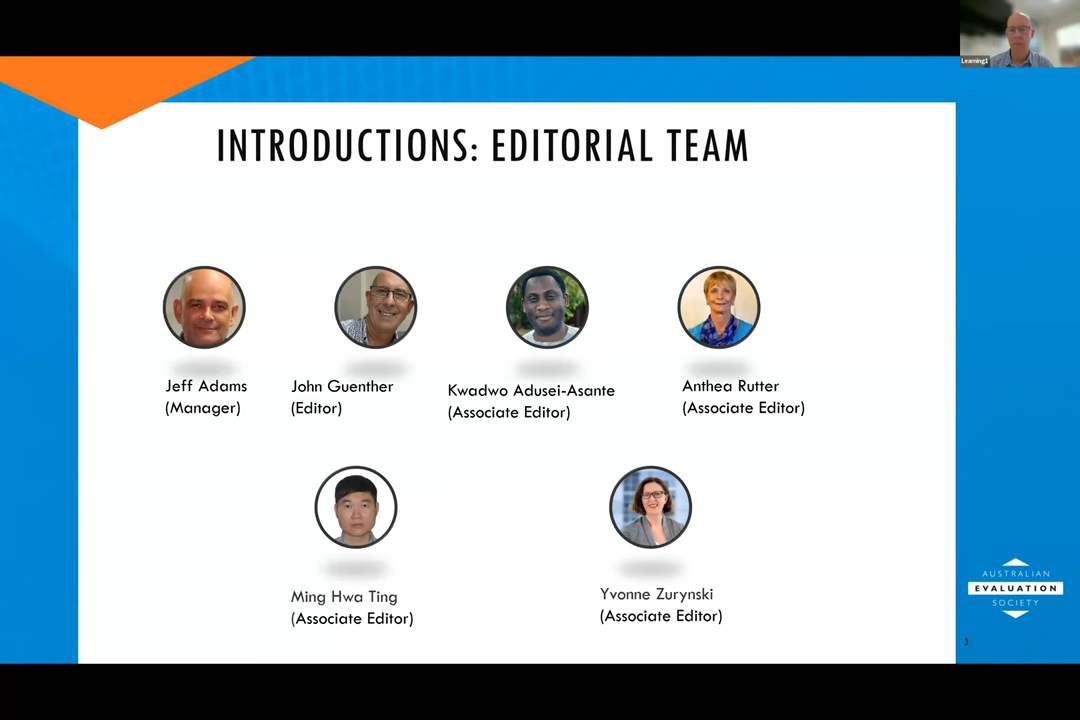 Learning1
INTRODUCTIONS: EDITORIAL TEAM
Jeff Adams
(Manager)
John Guenther
(Editor)
Kwadwo Adusei-Asante
(Associate Editor)
Anthea Rutter
(Associate Editor)
Ming Hwa Ting
(Associate Editor)
Yvonne Zurynski
(Associate Editor)
AUSTRALIAN
EVALUATION
SOCIETY
3